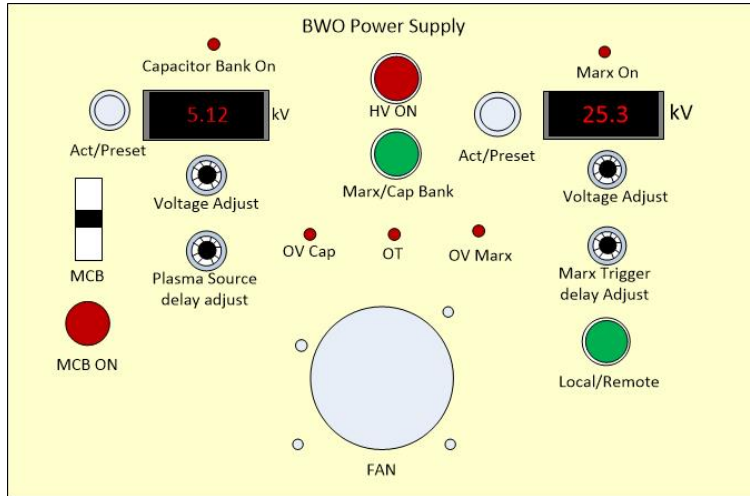 BWO Power Supply
Capacitor Bank On
Marx On
5.12
kV
HV ON
25.3
kV
Act/Preset
Act/Preset
Marx/Cap Bank
Voltage Adjust
Voltage Adjust
OV Cap
OT
OV Marx
MCB
Plasma Source
delay adjust
Marx Trigger
delay Adjust
MCB ON
Local/Remote
FAN